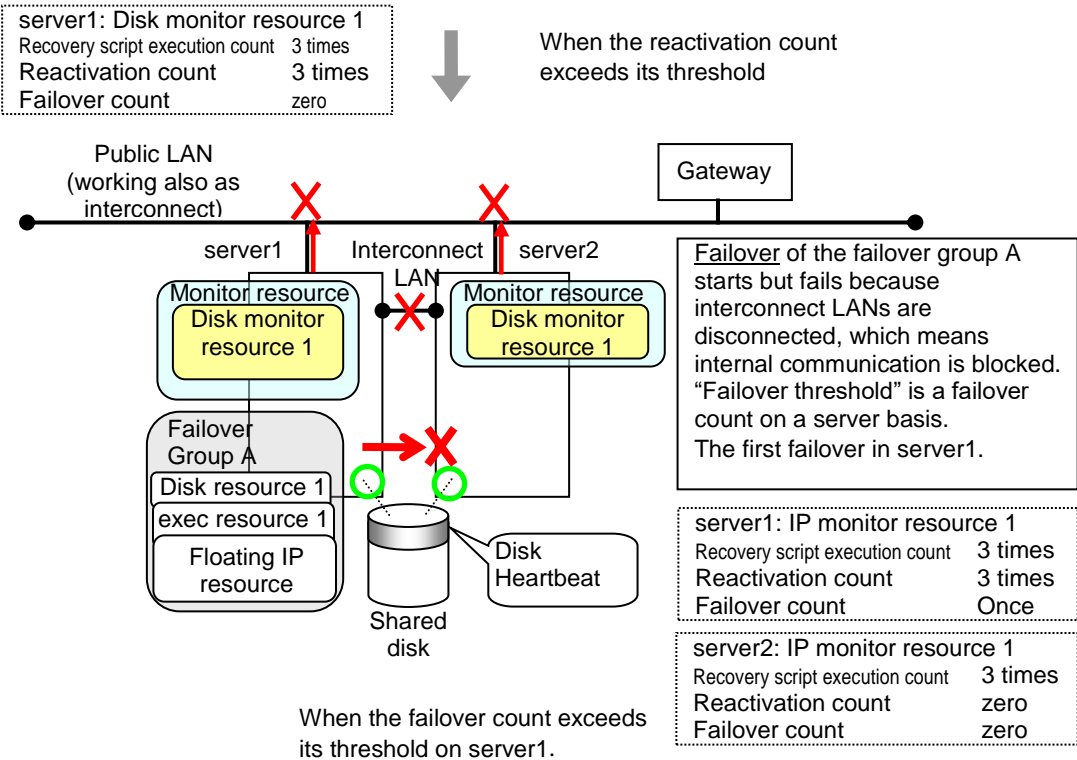 server1: Disk monitor resource 1
Recovery script execution count 3 times
Reactivation count 3 times
Failover count zero
When the reactivation count
exceeds its threshold
Public LAN
(working also as
interconnect)
Gateway
server1
Interconnect
LAN
server2
Monitor resource
Disk monitor
resource 1
Monitor resource
Disk monitor
resource 1
Failover of the failover group A
starts but fails because
interconnect LANs are
disconnected, which means
internal communication is blocked.
“Failover threshold” is a failover
count on a server basis.
The first failover in server1.
Failover
Group A
Disk resource 1
exec resource 1
Floating IP
resource
Disk
Heartbeat
Shared
disk
server1: IP monitor resource 1
Recovery script execution count 3 times
Reactivation count 3 times
Failover count Once
server2: IP monitor resource 1
Recovery script execution count 3 times
Reactivation count zero
Failover count zero
When the failover count exceeds
its threshold on server1.